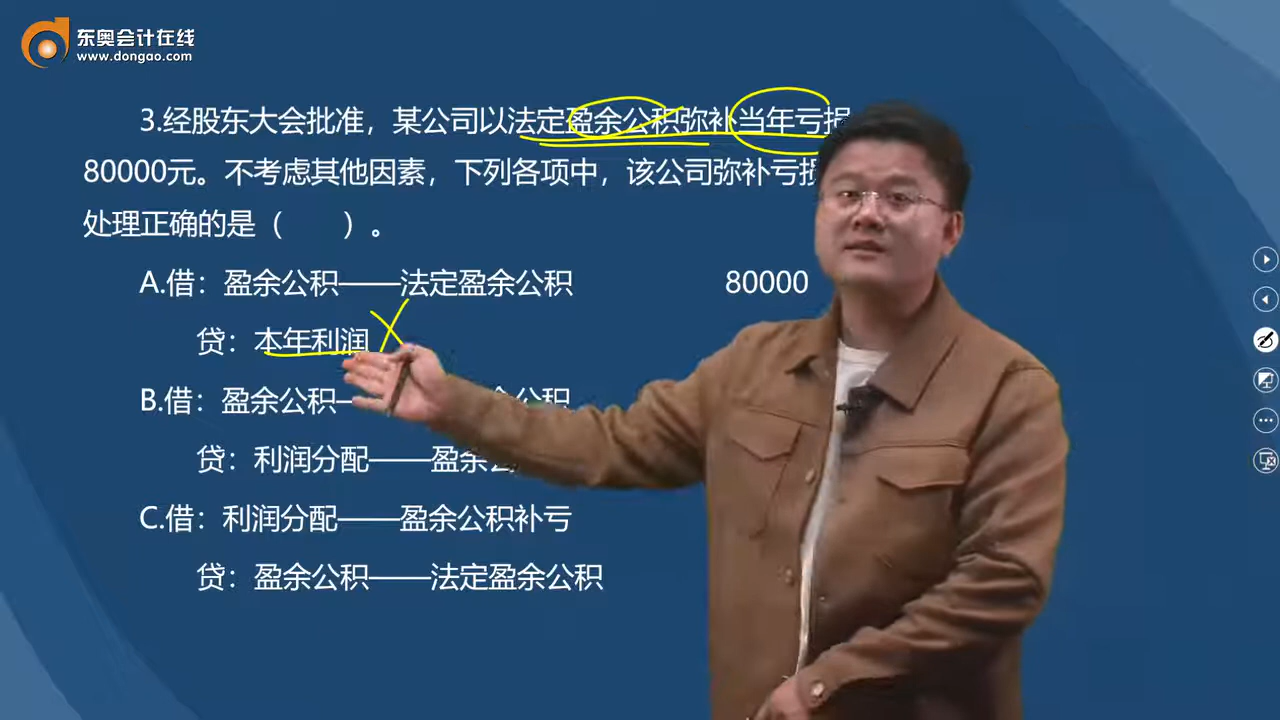 东奥会计在线
www.dongao.com
3.经股东大会批准，某公司以法定盈余公积弥补当年亏损
80000元。不考虑其他因素，下列各项中，该公司弥补亏损
处理正确的是（　　）。
A.借：盈余公积——法定盈余公积 80000
贷：本年利润
B.借：盈余公积— 余公积
贷：利润分配——盈余
C.借：利润分配——盈余公积补亏
贷：盈余公积——法定盈余公积